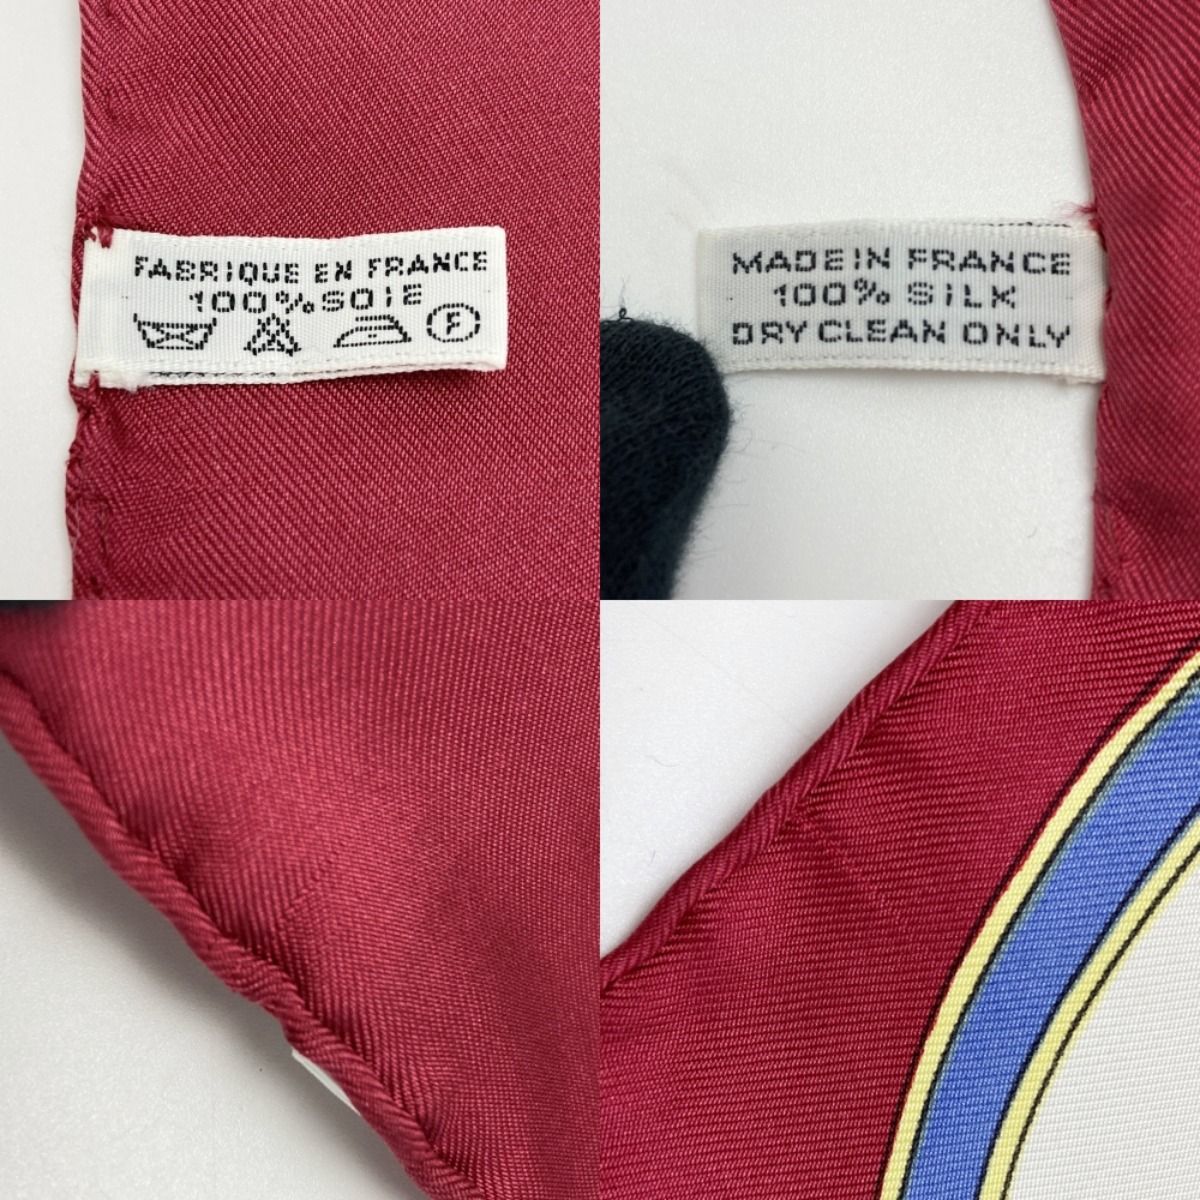 FABRIQUE EN FRANCE
100% SOIE
F
MADE IN FRANCE
100% SILK
DRY CLEAN ONLY